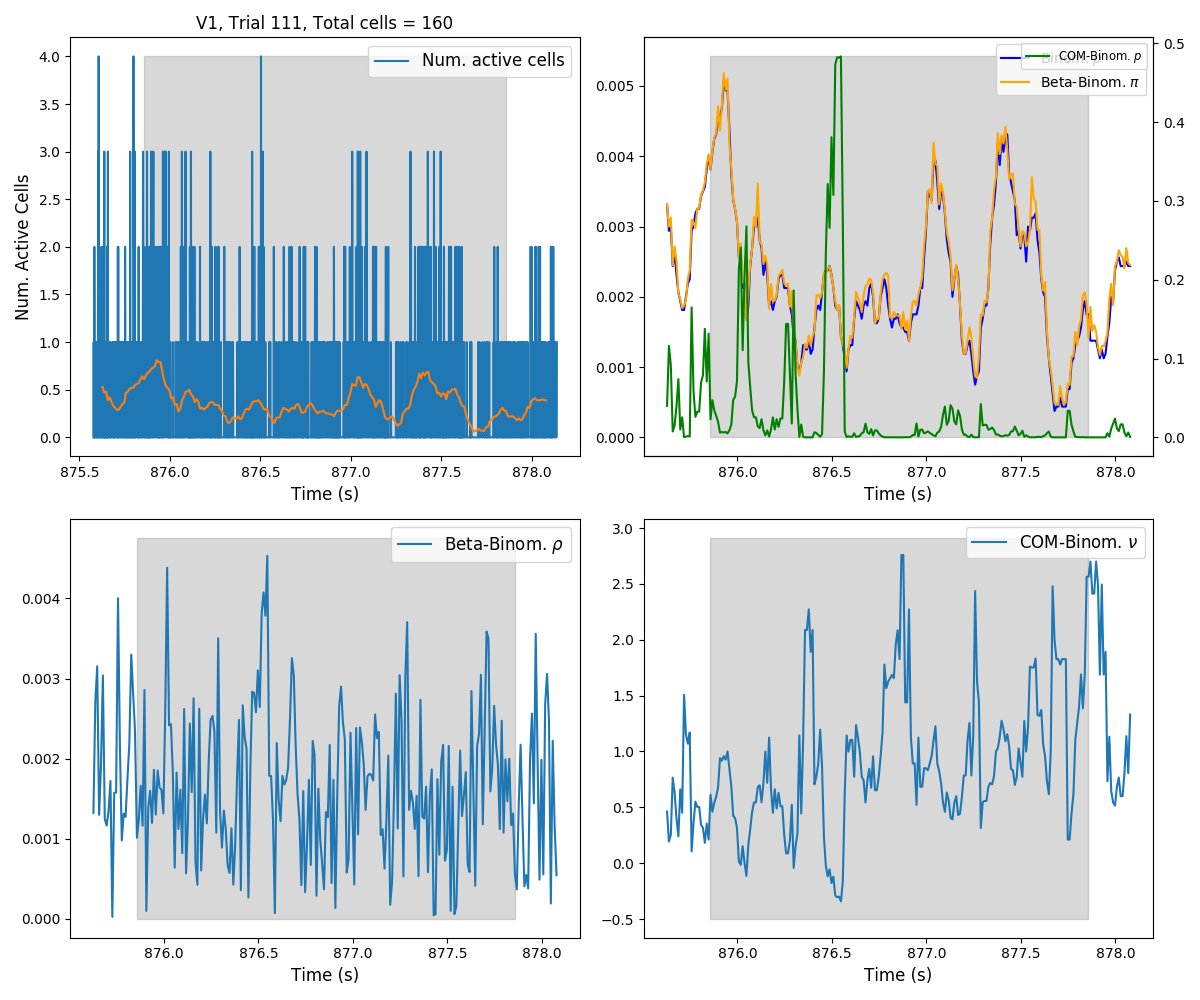 V1, Trial 111, Total cells = 160
Num. active cells
Num. Active Cells
4.0
3.5
3.0
2.5
2.0
1.5
1.0
0.5
0.0
875.5 876.0 876.5 877.0 877.5 878.0
Time (s)
COM-Binom. p
Beta-Binom. π
0.005
0.004
0.003
0.002
0.001
0.000
0.5
0.4
0.3
0.2
0.1
0.0
876.0 876.5 877.0 877.5 878.0
Time (s)
Beta-Binom. ρ
0.004
0.003
0.002
0.001
0.000
876.0 876.5 877.0 877.5 878.0
Time (s)
COM-Binom. ν
3.0
2.5
2.0
1.5
1.0
0.5
0.0
−0.5
876.0 876.5 877.0 877.5 878.0
Time (s)